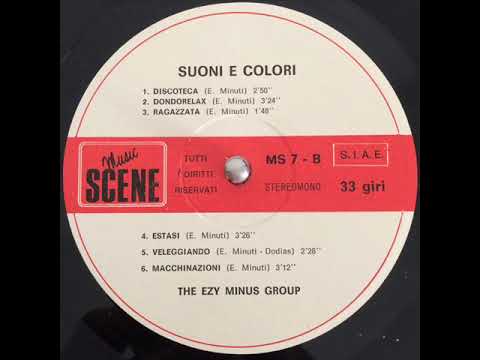 SUONI E COLORI
1. DISCOTECA (E. Minuti) 2'50''
2. DONDORELAX (E. Minuti) 3'24''
3. RAGAZZATA (E. Minuti) 1'48''
Music
SCENE
TUTTI
I DIRITTI
RISERVATI
MS 7 - B
STEREOMONO
S.I.A.E.
33 giri
4. ESTASI (E. Minuti) 3'26''
5. VELEGGIANDO (E. Minuti - Dodias) 2'28''
6. MACCHINAZIONI (E. Minuti) 3'12''
THE EZY MINUS GROUP